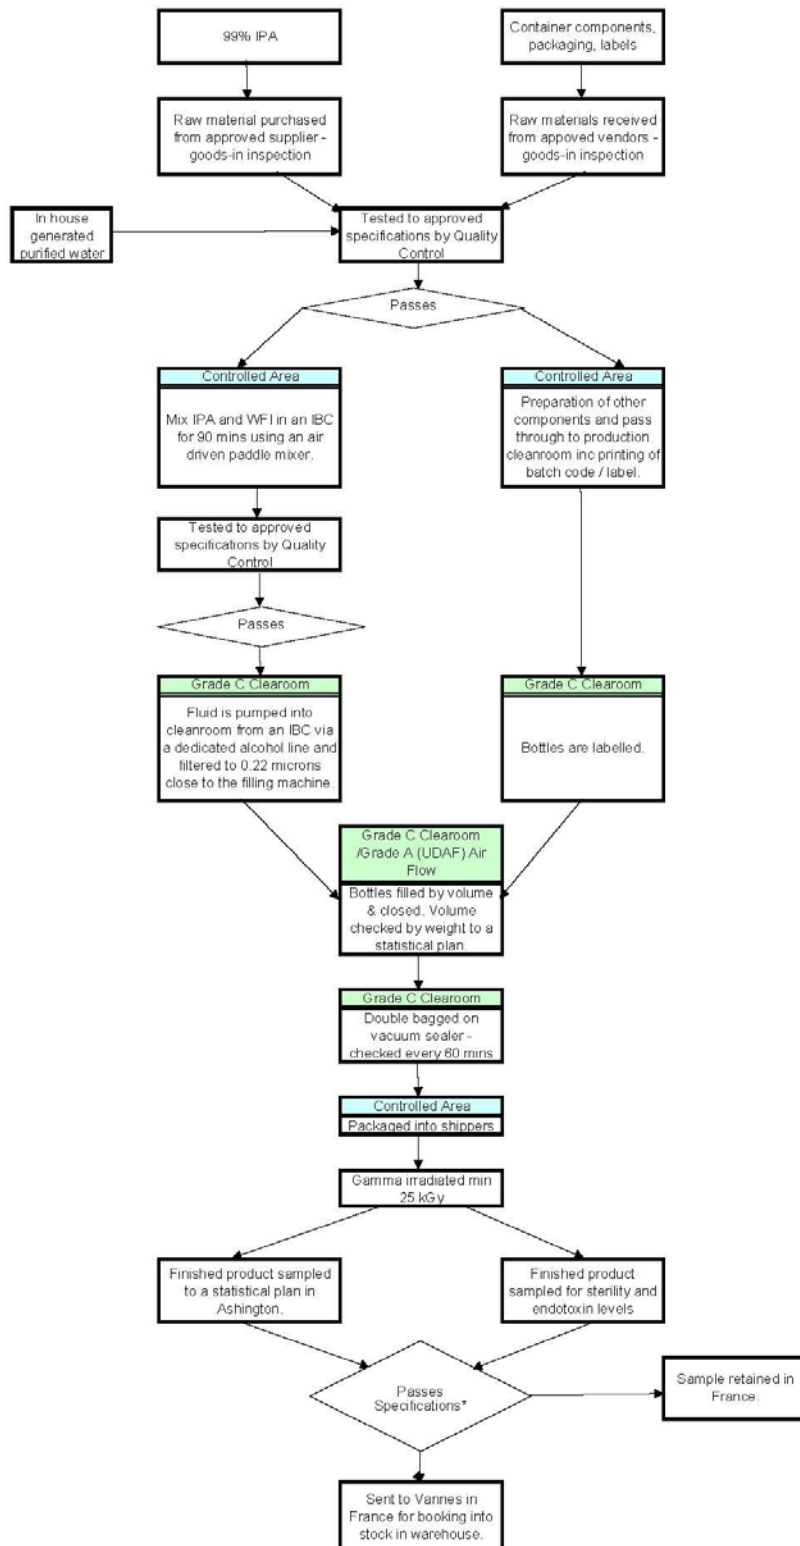 99% IPA
Container components,
packaging, labels
Raw material purchased
from approved supplier -
goods-in inspection
Raw materials received
from appoved vendors -
goods-in inspection
In house
generated
purified water
Tested to approved
specifications by Quality
Control
Passes
Controlled Area
Mix IPA and WFI in an IBC
for 90 mins using an air
driven paddle mixer.
Controlled Area
Preparation of other
components and pass
through to production
cleanroom inc printing of
batch code / label.
Tested to approved
specifications by Quality
Control
Passes
Grade C Clearoom
Fluid is pumped into
cleanroom from an IBC via
a dedicated alcohol line and
filtered to 0.22 microns
close to the filling machine.
Grade C Clearoom
Bottles are labelled.
Grade C Clearoom
/Grade A (UDAF) Air
Flow
Bottles filled by volume
& closed. Volume
checked by weight to a
statistical plan
Grade C Clearoom
Double bagged on
vacuum sealer -
checked every 60 mins
Controlled Area
Packaged into shippers
Gamma irradiated min
25 kGy
Finished product sampled
to a statistical plan in
Ashington.
Finished product
sampled for sterility and
endotoxin levels
Passes
Specifications*
Sample retained in
France.
Sent to Vannes in
France for booking into
stock in warehouse.